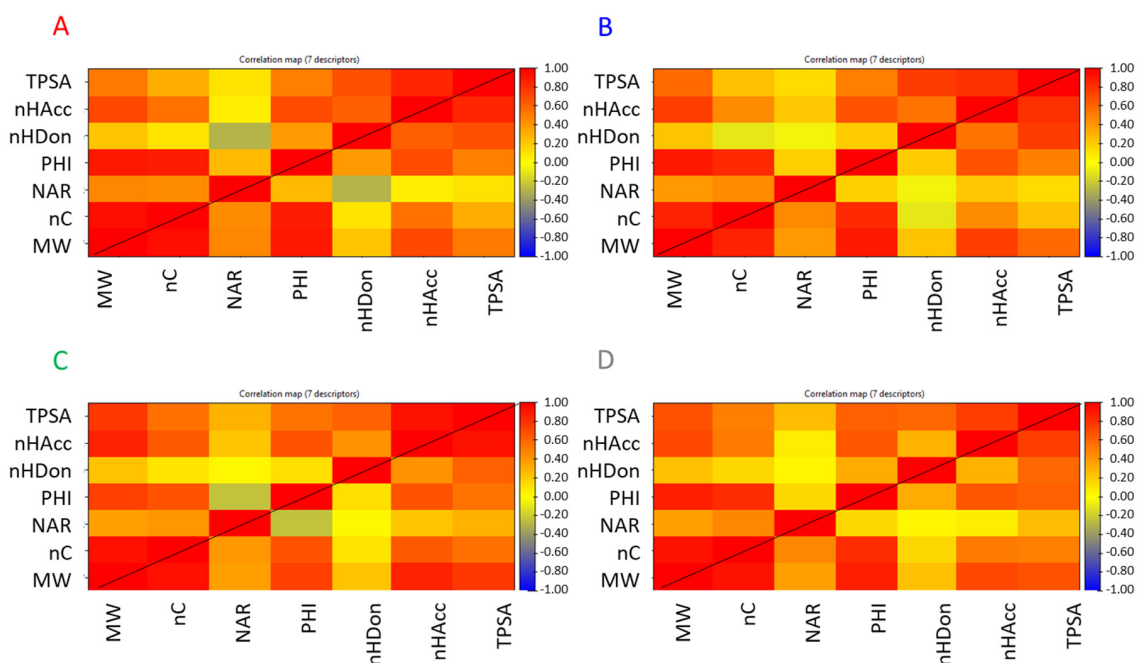 A
Correlation map (7 descriptors)
TPSA
nHAcc
nHDon
PHI
NAR
nC
MW
MW
nC
NAR
PHI
nHDon
nHAcc
TPSA
1.00
0.80
0.60
0.40
0.20
0.00
-0.20
-0.40
-0.60
-0.80
-1.00
B
Correlation map (7 descriptors)
TPSA
nHAcc
nHDon
PHI
NAR
nC
MW
MW
nC
NAR
PHI
nHDon
nHAcc
TPSA
1.00
0.80
0.60
0.40
0.20
0.00
-0.20
-0.40
-0.60
-0.80
-1.00
C
Correlation map (7 descriptors)
TPSA
nHAcc
nHDon
PHI
NAR
nC
MW
MW
nC
NAR
PHI
nHDon
nHAcc
TPSA
1.00
0.80
0.60
0.40
0.20
0.00
-0.20
-0.40
-0.60
-0.80
-1.00
D
Correlation map (7 descriptors)
TPSA
nHAcc
nHDon
PHI
NAR
nC
MW
MW
nC
NAR
PHI
nHDon
nHAcc
TPSA
1.00
0.80
0.60
0.40
0.20
0.00
-0.20
-0.40
-0.60
-0.80
-1.00